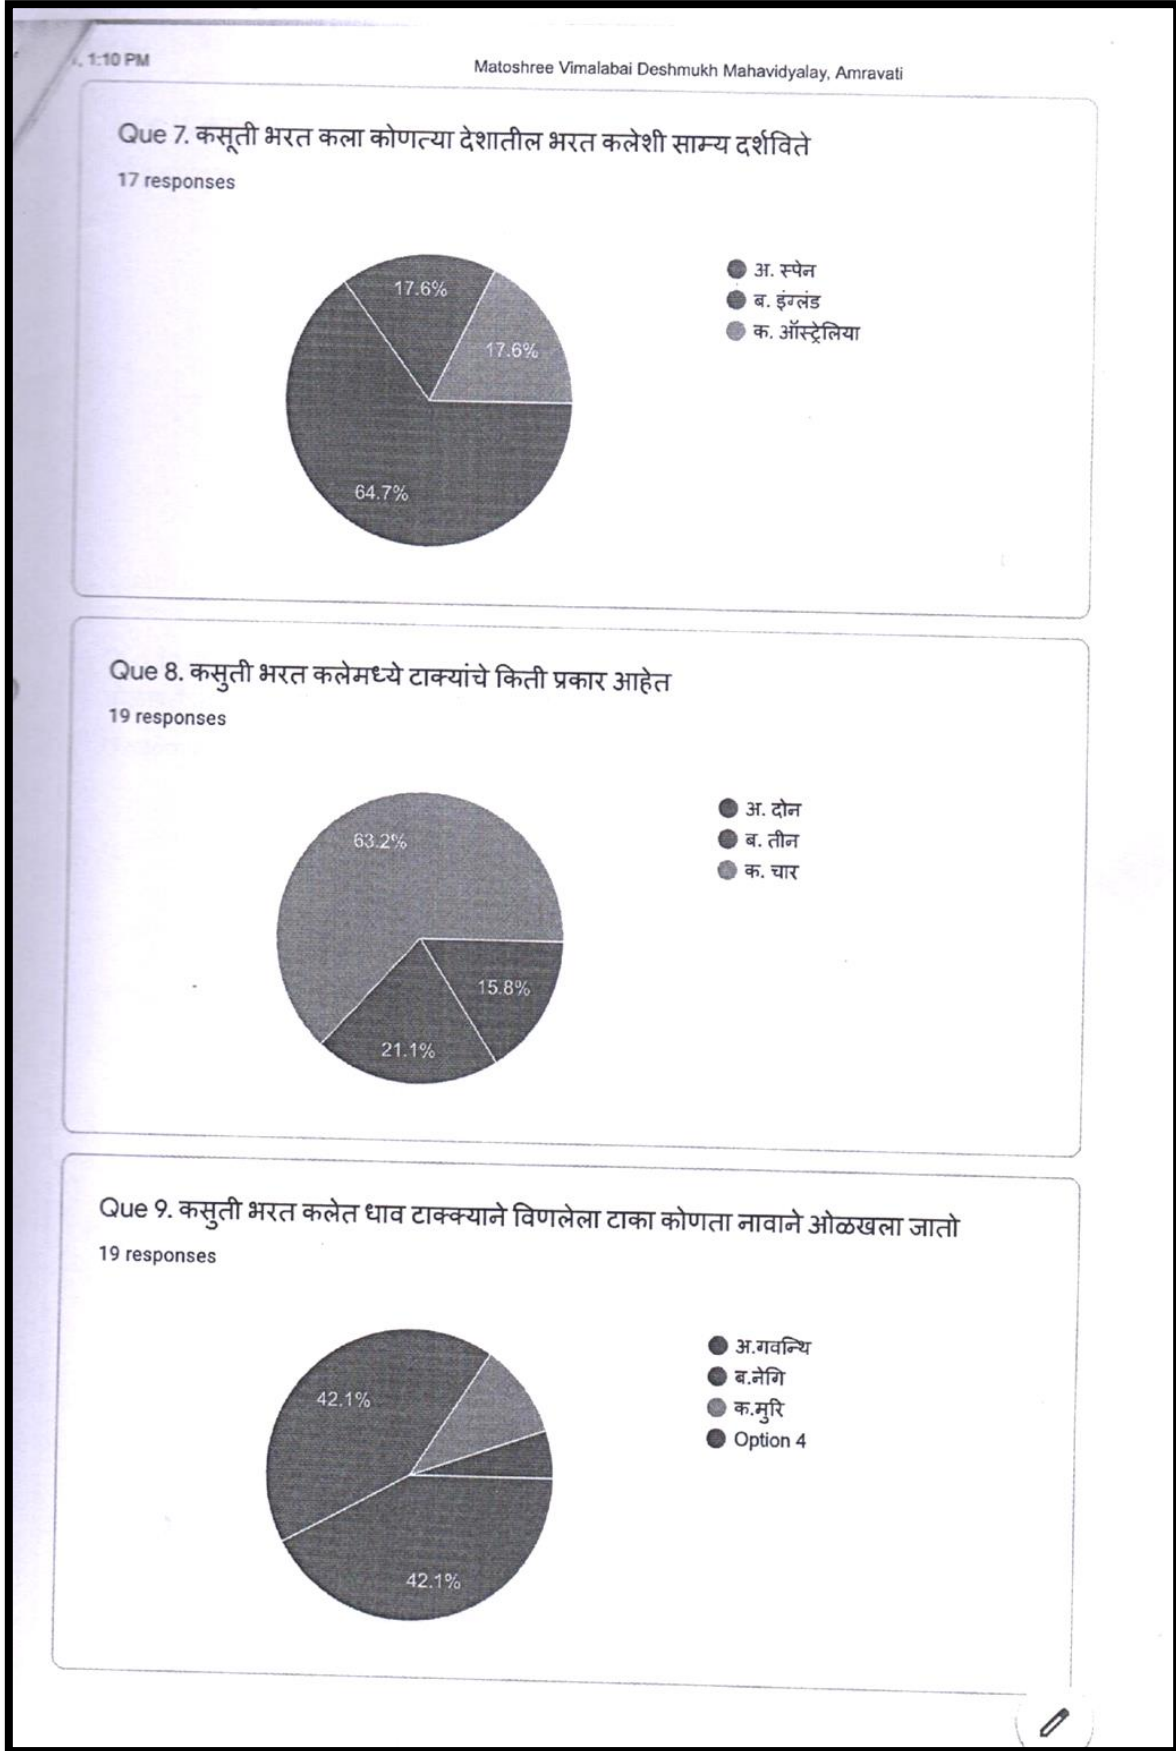 1:10 PM
Matoshree Vimalabai Deshmukh Mahavidyalay, Amravati
Que 7. कसूती भरत कला कोणत्या देशातील भरत कलेशी साम्य दर्शविते
17 responses
17.6%
17.6%
64.7%
अ. स्पेन
ब. इंग्लंड
क. ऑस्ट्रेलिया
Que 8. कसुती भरत कलेमध्ये टाक्यांचे किती प्रकार आहेत
19 responses
63.2%
15.8%
21.1%
अ. दोन
ब. तीन
क. चार
Que 9. कसुती भरत कलेत धाव टाक्क्याने विणलेला टाका कोणता नावाने ओळखला जातो
19 responses
42.1%
42.1%
अ.गवन्थि
ब.नेगि
क.मुरि
Option 4